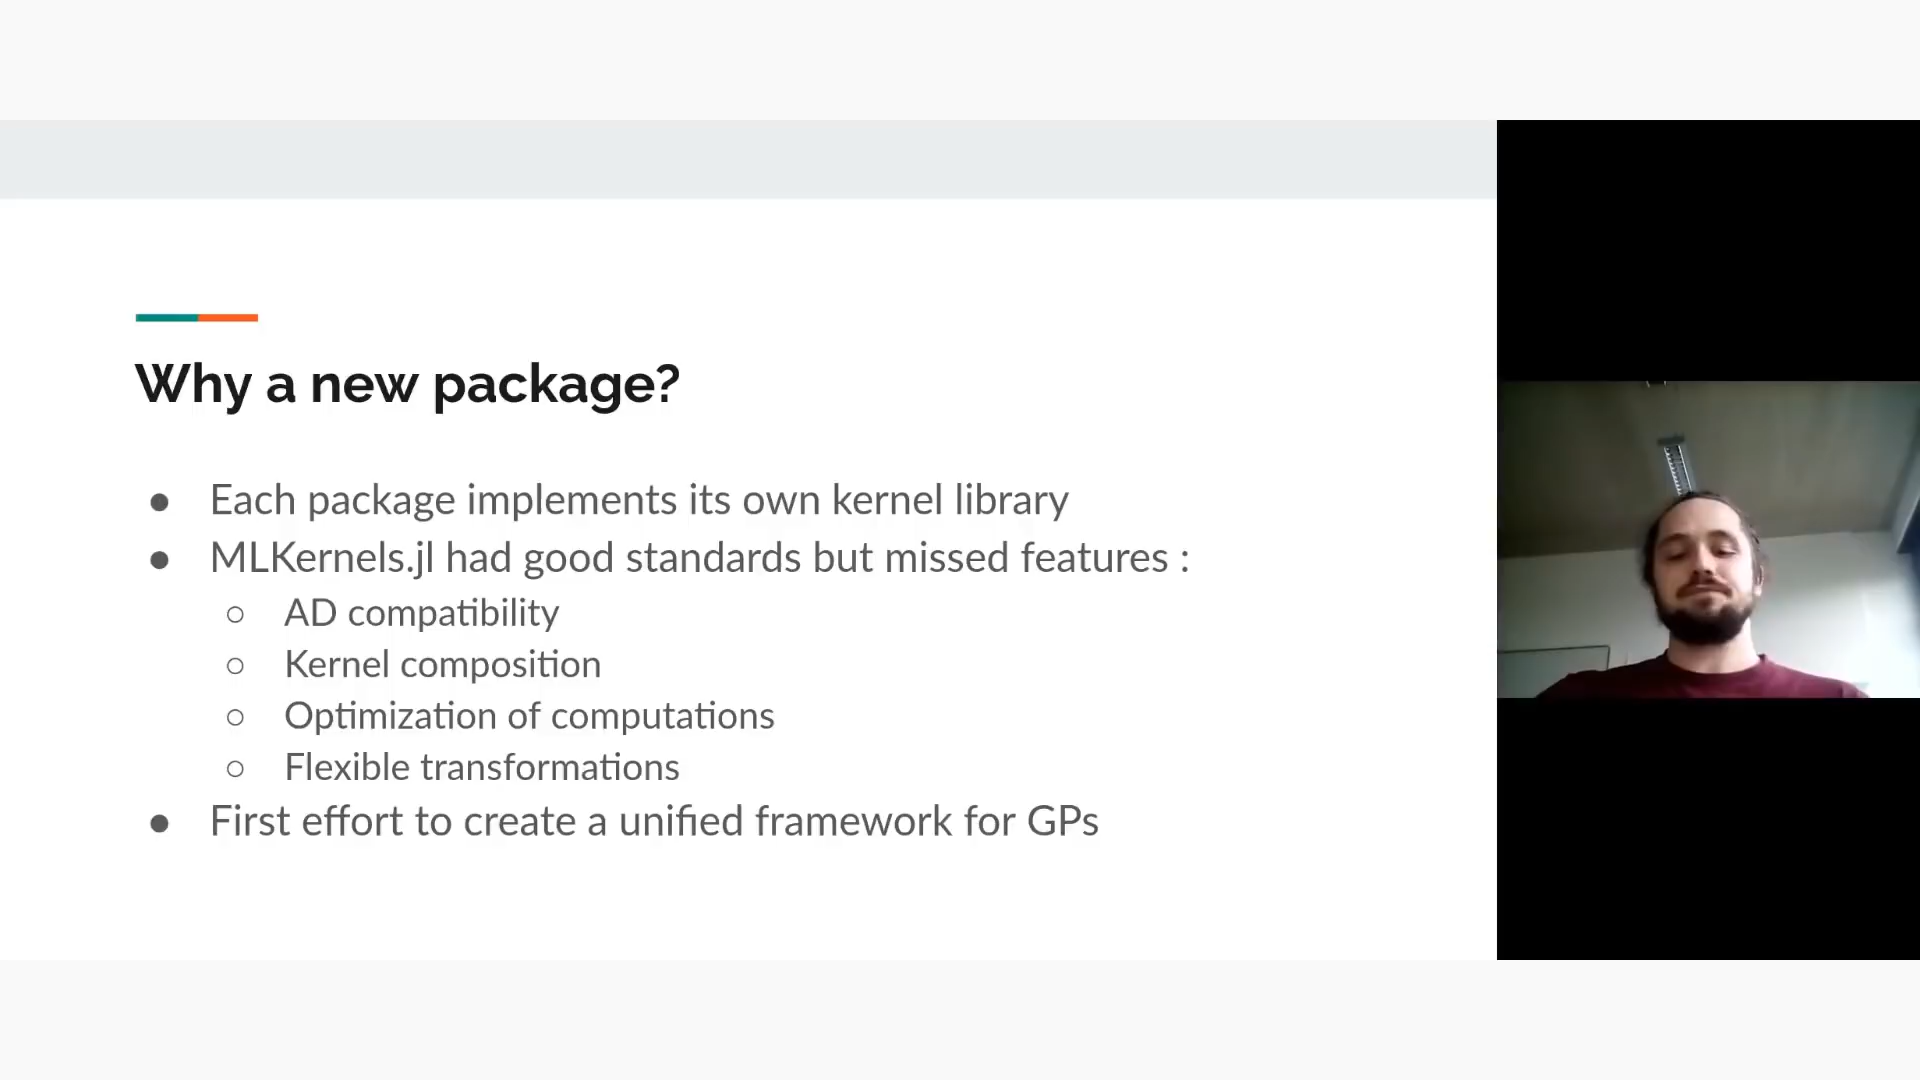 Why a new package?
● Each package implements its own kernel library
● MLKernels.jl had good standards but missed features :
○ AD compatibility
○ Kernel composition
○ Optimization of computations
○ Flexible transformations
● First effort to create a unified framework for GPs